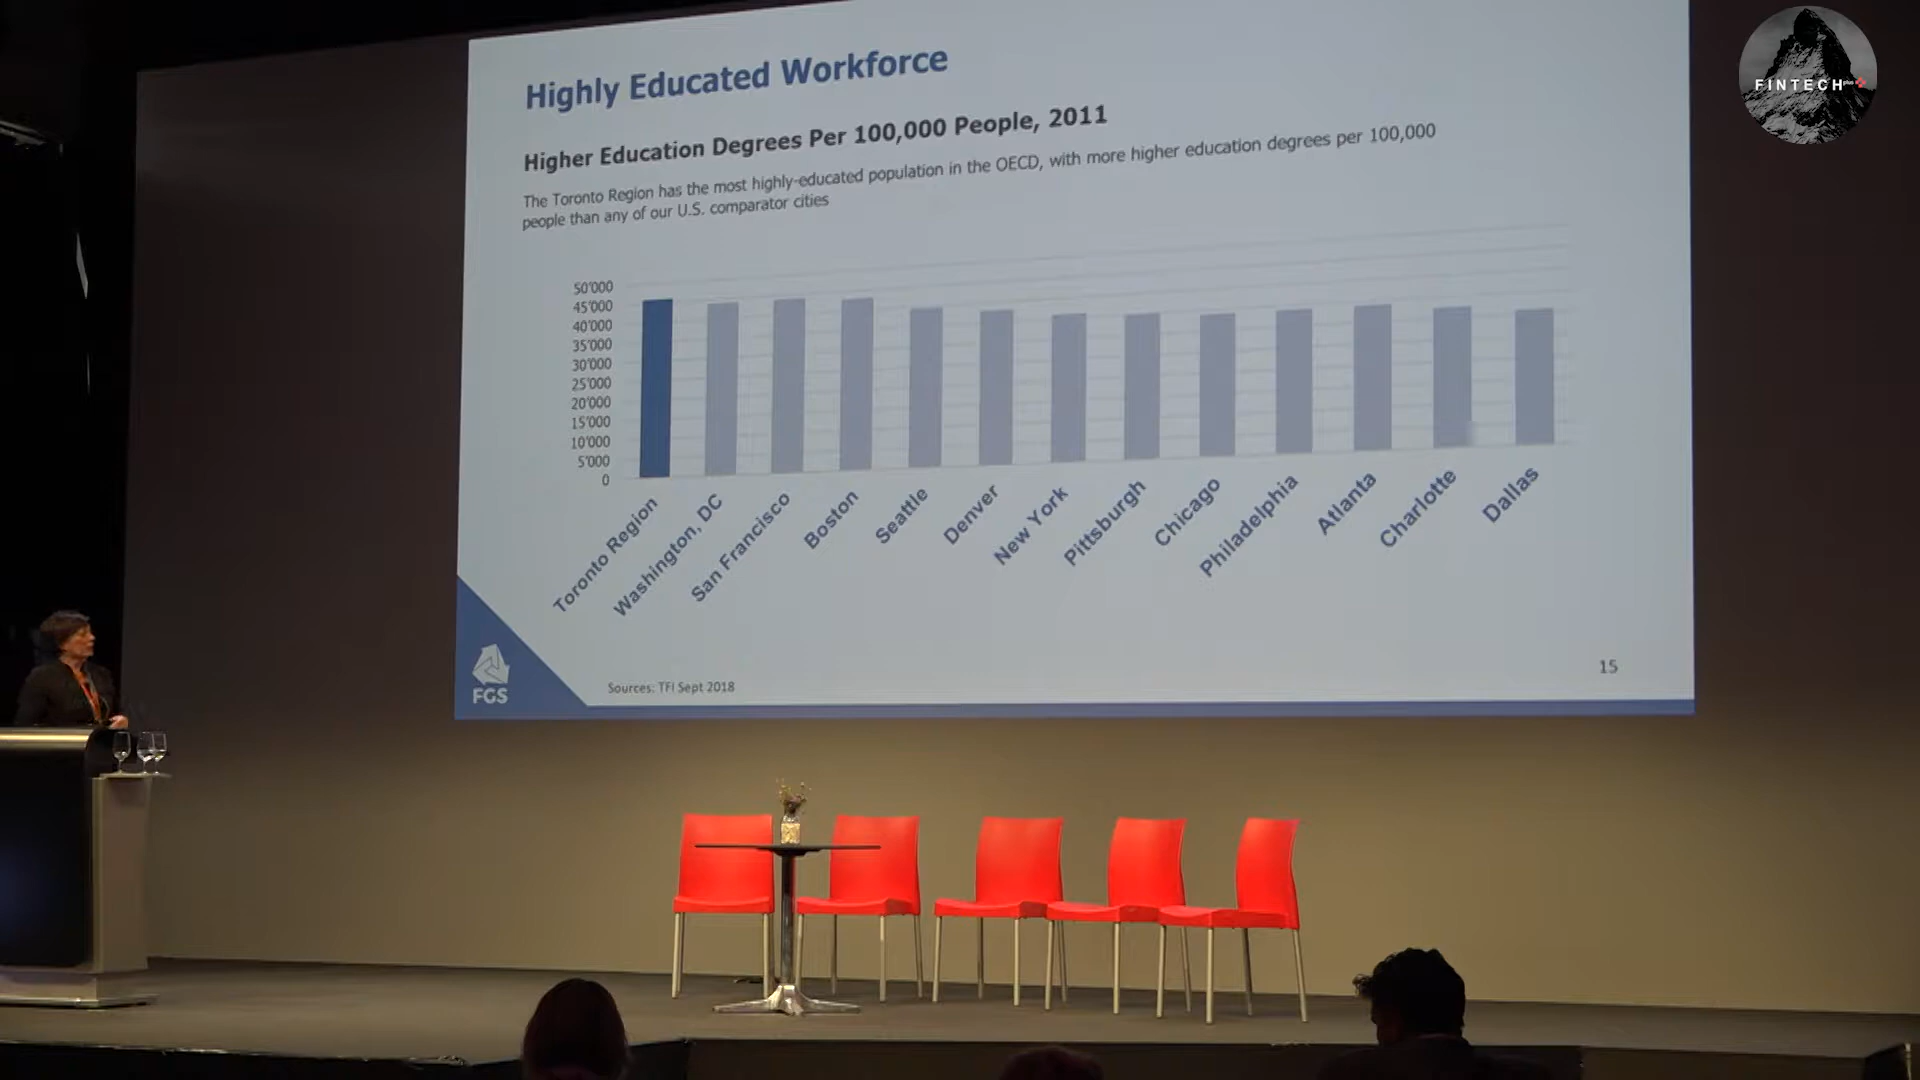 FINTECH plus
Highly Educated Workforce
Higher Education Degrees Per 100,000 People, 2011
The Toronto Region has the most highly-educated population in the OECD, with more higher education degrees per 100,000
people than any of our U.S. comparator cities
50'000
45'000
40'000
35'000
30'000
25'000
20'000
15'000
10'000
5'000
0
Toronto Region
Washington, DC
San Francisco
Boston
Seattle
Denver
New York
Pittsburgh
Chicago
Philadelphia
Atlanta
Charlotte
Dallas
FGS
Sources: TFI Sept 2018
15